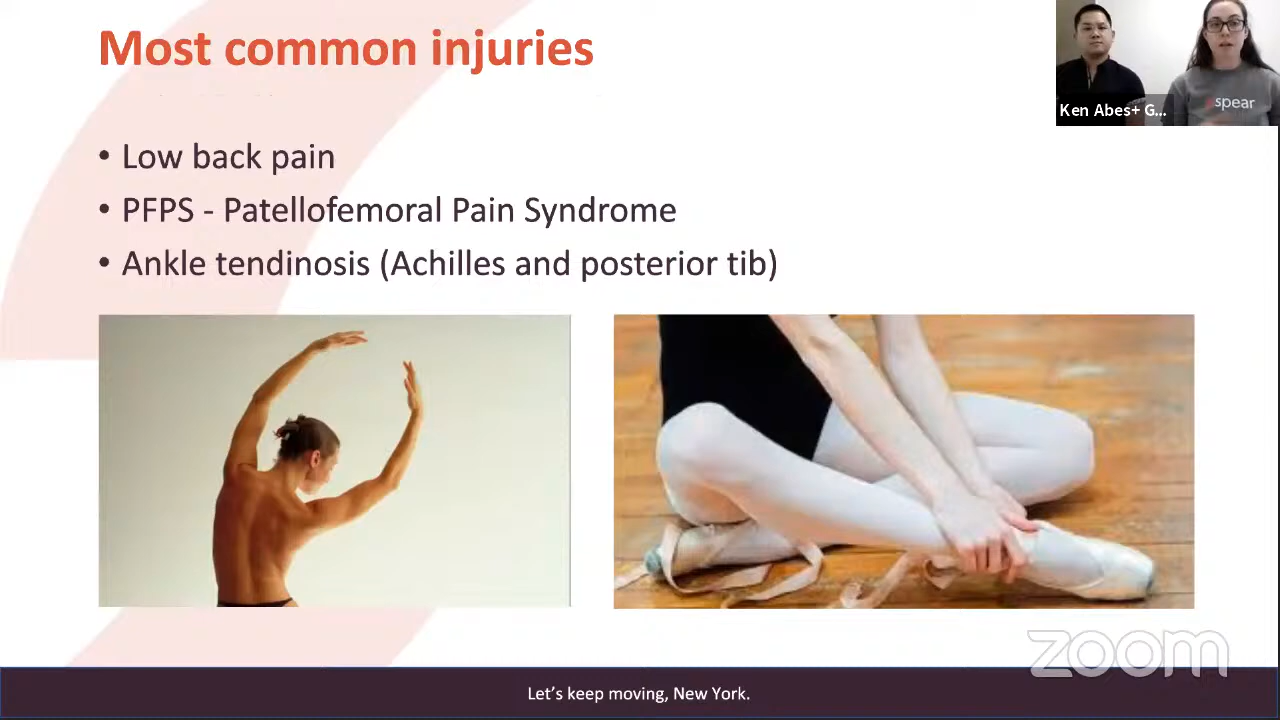 Most common injuries
Ken Abes+ G...
spear
• Low back pain
• PFPS - Patellofemoral Pain Syndrome
• Ankle tendinosis (Achilles and posterior tib)
zoom
Let's keep moving, New York.